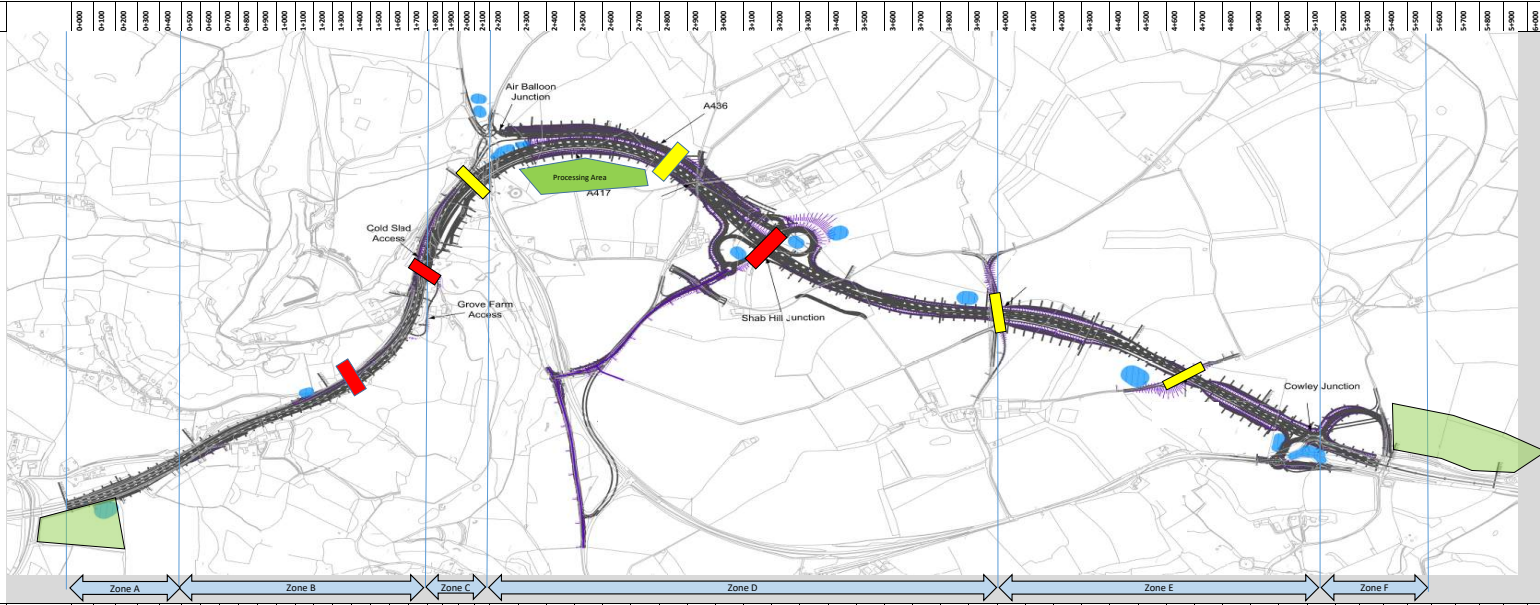 0+000 0+100 0+200 0+300 0+400 0+500 0+600 0+700 0+800 0+900 1+000 1+100 1+200 1+300 1+400 1+500 1+600 1+700 1+800 1+900 2+000 2+100 2+200 2+300 2+400 2+500 2+600 2+700 2+800 2+900 3+000 3+100 3+200 3+300 3+400 3+500 3+600 3+700 3+800 3+900 4+000 4+100 4+200 4+300 4+400 4+500 4+600 4+700 4+800 4+900 5+000 5+100 5+200 5+300 5+400 5+500 5+600 5+700 5+800 5+900 6+000
Air Balloon
Junction
A436
Processing Area
A417
Cold Slad
Access
Grove Farm
Access
Shab Hill Junction
Cowley Junction
Zone A
Zone B
Zone C
Zone D
Zone E
Zone F